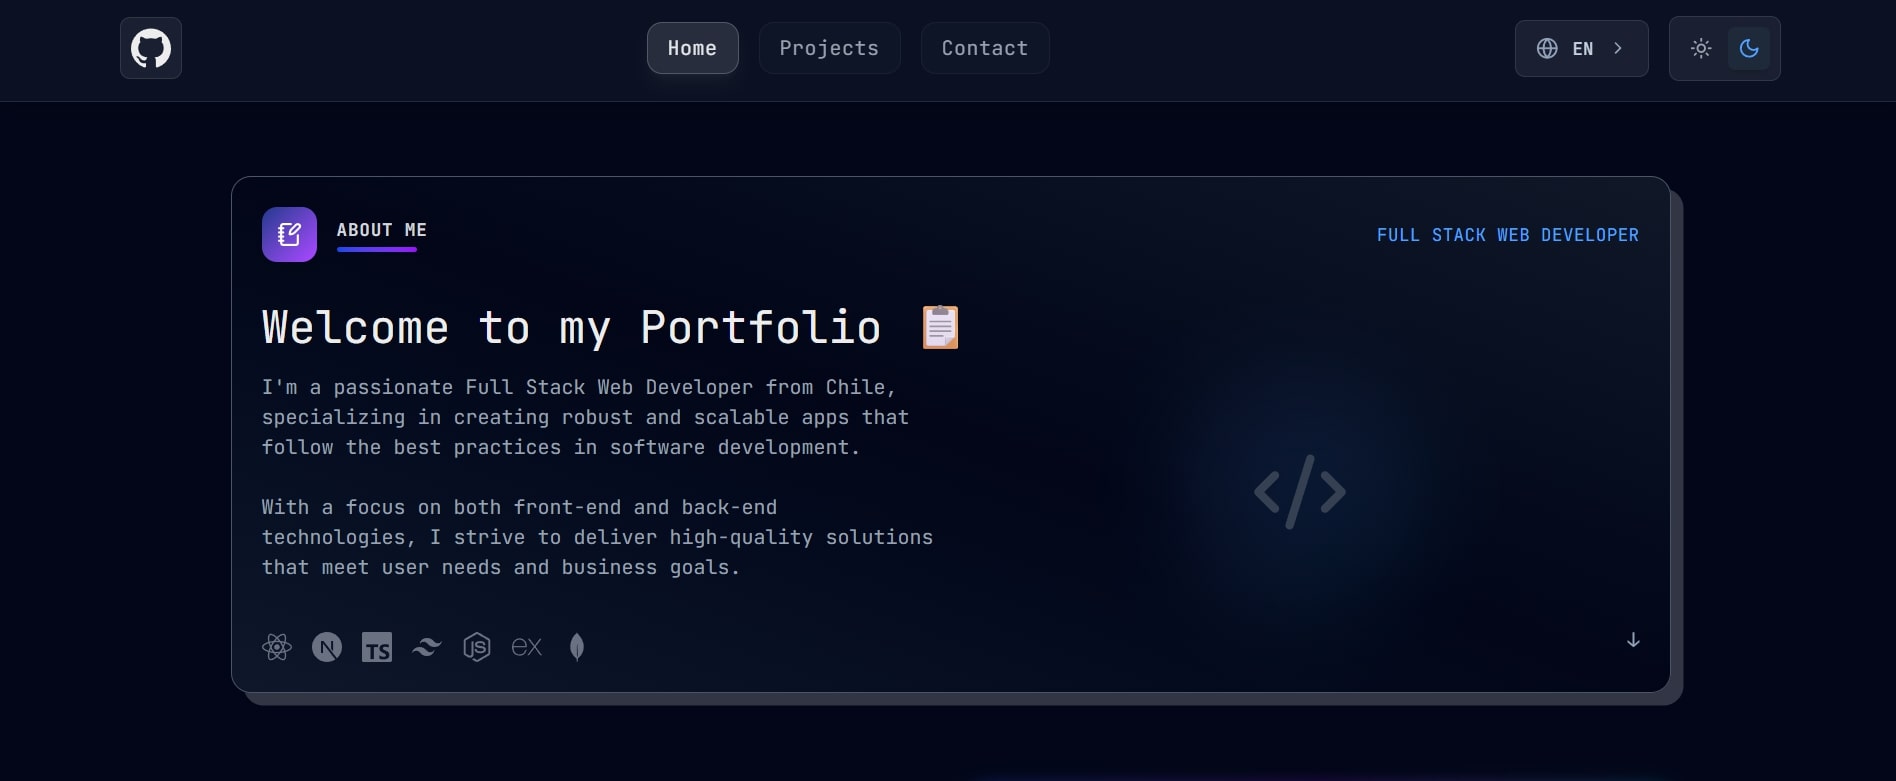 Home
Projects
Contact
EN
ABOUT ME
FULL STACK WEB DEVELOPER
Welcome to my Portfolio
I'm a passionate Full Stack Web Developer from Chile,
specializing in creating robust and scalable apps that
follow the best practices in software development.
With a focus on both front-end and back-end
technologies, I strive to deliver high-quality solutions
that meet user needs and business goals.
N
TS
JS
ex